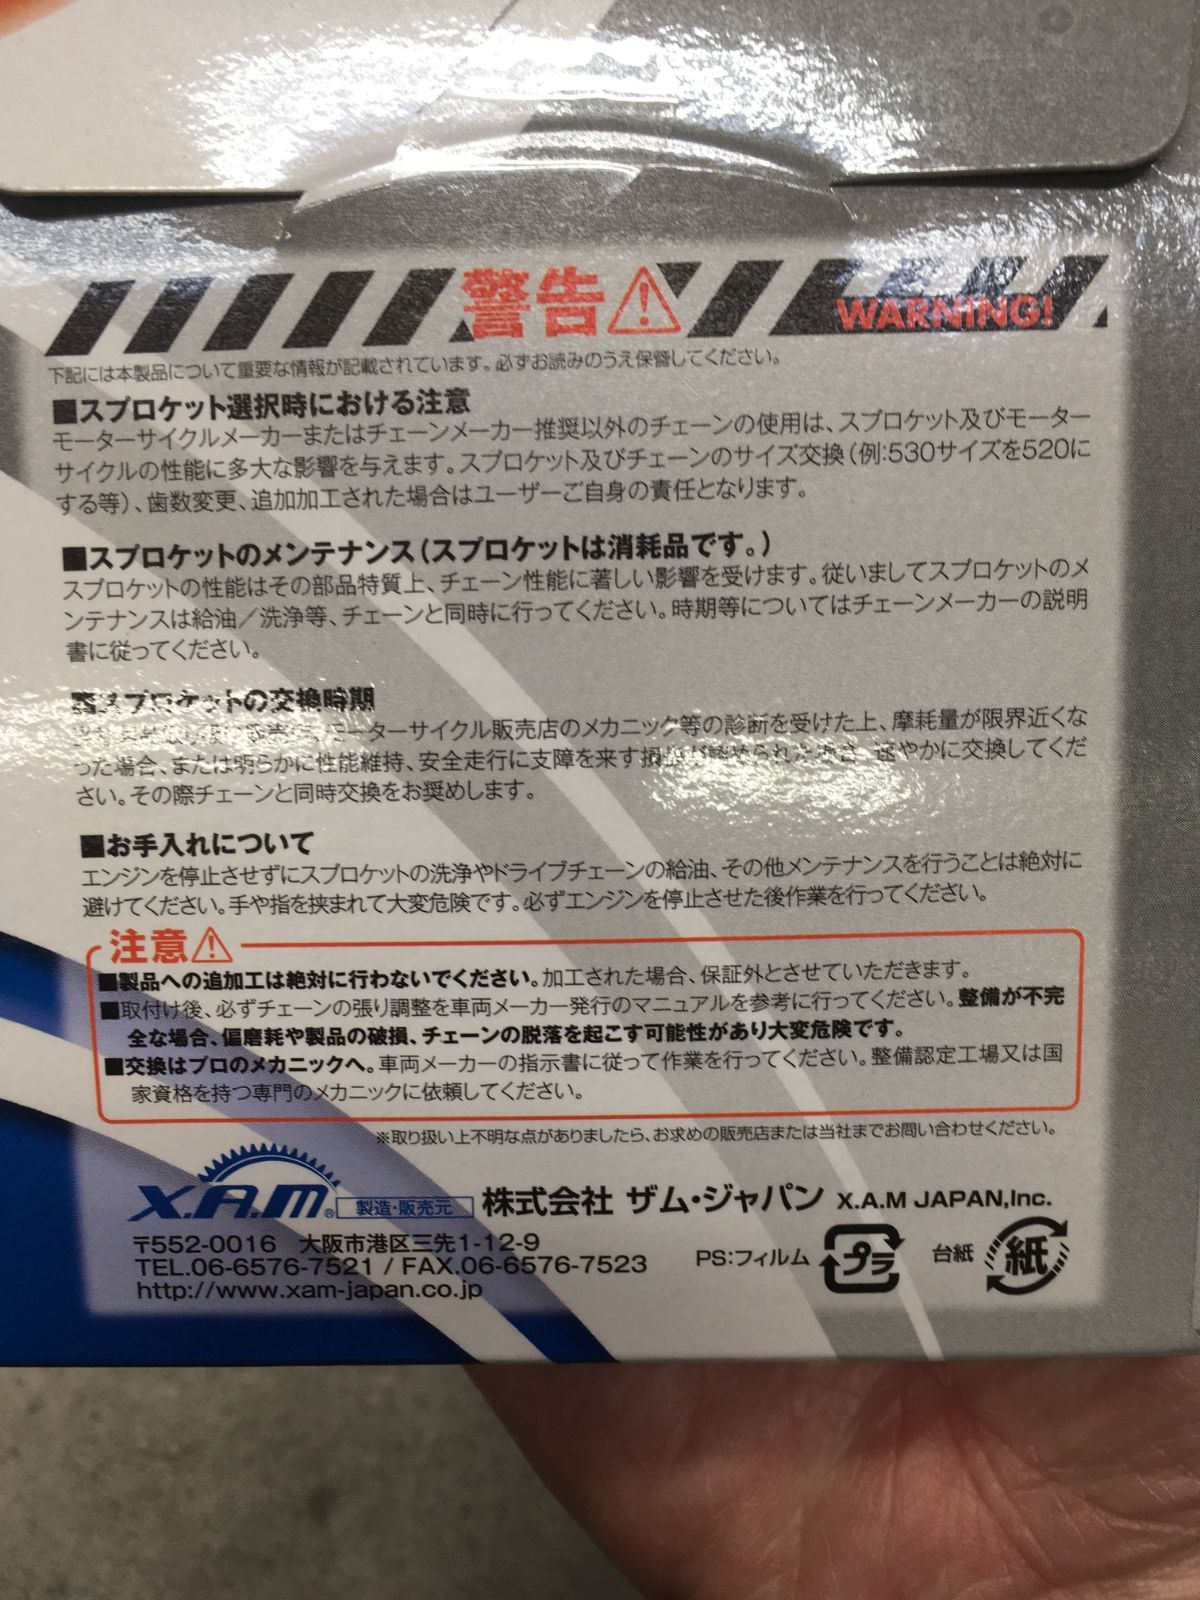 警告
WARNING!
下記には本製品について重要な情報が記載されています。必ずお読みのうえ保管してください。
■スプロケット選択時における注意
モーターサイクルメーカーまたはチェーンメーカー推奨以外のチェーンの使用は、スプロケット及びモーター
サイクルの性能に多大な影響を与えます。スプロケット及びチェーンのサイズ交換(例:530サイズを520に
する等)、歯数変更、追加加工された場合はユーザーご自身の責任となります。
■スプロケットのメンテナンス(スプロケットは消耗品です。)
スプロケットの性能はその部品特質上、チェーン性能に著しい影響を受けます。従いましてスプロケットのメ
ンテナンスは給油/洗浄等、チェーンと同時に行ってください。時期等についてはチェーンメーカーの説明
書に従ってください。
■スプロケットの交換時期
モーターサイクル販売店のメカニック等の診断を受けた上、摩耗量が限界近くな
った場合、または明らかに性能維持、安全走行に支障を来す損 が認められた場合、速やかに交換してくだ
さい。その際チェーンと同時交換をお奨めします。
■お手入れについて
エンジンを停止させずにスプロケットの洗浄やドライブチェーンの給油、その他メンテナンスを行うことは絶対に
避けてください。手や指を挟まれて大変危険です。必ずエンジンを停止させた後作業を行ってください。
注意
■製品への追加工は絶対に行わないでください。加工された場合、保証外とさせていただきます。
■取付け後、必ずチェーンの張り調整を車両メーカー発行のマニュアルを参考に行ってください。整備が不完
全な場合、偏磨耗や製品の破損、チェーンの脱落を起こす可能性があり大変危険です。
■交換はプロのメカニックへ。車両メーカーの指示書に従って作業を行ってください。整備認定工場又は国
家資格を持つ専門のメカニックに依頼してください。
※取り扱い上不明な点がありましたら、お求めの販売店または当社までお問い合わせください。
X.A.M® 製造・販売元 株式会社 ザム・ジャパン X.A.M JAPAN,Inc.
〒552-0016 大阪市港区三先1-12-9
TEL.06-6576-7521 / FAX.06-6576-7523
http://www.xam-japan.co.jp
PS:フィルム プラ 台紙 紙